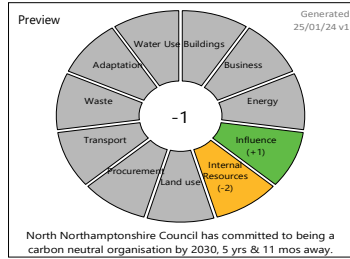 Preview
Generated
25/01/24 v1
Water Use
Buildings
Adaptation
Business
Waste
Energy
-1
Transport
Influence
(+1)
Procurement
Internal
Resources
(-2)
Land use
North Northamptonshire Council has committed to being a
carbon neutral organisation by 2030, 5 yrs & 11 mos away.